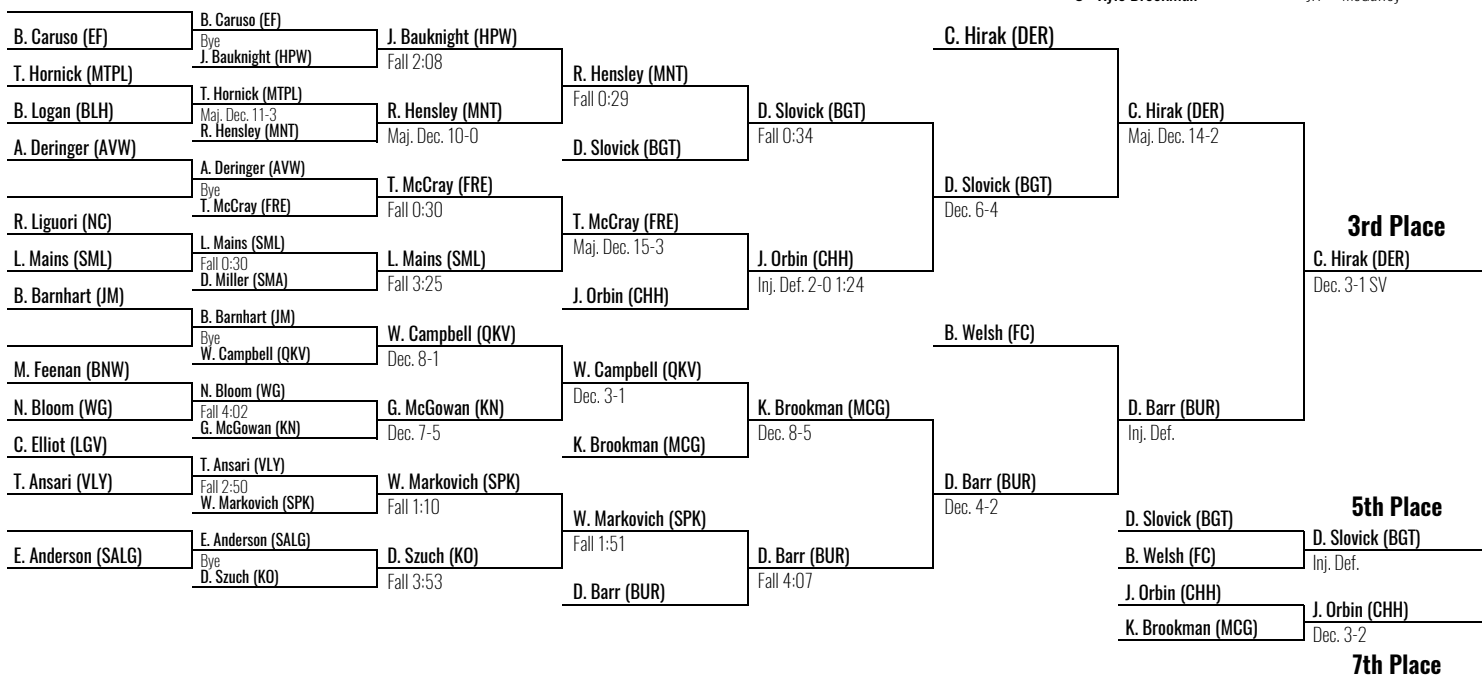 B. Caruso (EF)
T. Hornick (MTPL)
B. Logan (BLH)
A. Deringer (AVW)
R. Liguori (NC)
L. Mains (SML)
B. Barnhart (JM)
M. Feenan (BNW)
N. Bloom (WG)
C. Elliot (LGV)
T. Ansari (VLY)
E. Anderson (SALG)
B. Caruso (EF)
Bye
J. Bauknight (HPW)
T. Hornick (MTPL)
Maj. Dec. 11-3
R. Hensley (MNT)
A. Deringer (AVW)
Bye
T. McCray (FRE)
L. Mains (SML)
Fall 0:30
D. Miller (SMA)
B. Barnhart (JM)
Bye
W. Campbell (QKV)
N. Bloom (WG)
Fall 4:02
G. McGowan (KN)
T. Ansari (VLY)
Fall 2:50
W. Markovich (SPK)
E. Anderson (SALG)
Bye
D. Szuch (KO)
J. Bauknight (HPW)
Fall 2:08
R. Hensley (MNT)
Maj. Dec. 10-0
T. McCray (FRE)
Fall 0:30
L. Mains (SML)
Fall 3:25
W. Campbell (QKV)
Dec. 8-1
G. McGowan (KN)
Dec. 7-5
W. Markovich (SPK)
Fall 1:10
D. Szuch (KO)
Fall 3:53
R. Hensley (MNT)
Fall 0:29
D. Slovick (BGT)
T. McCray (FRE)
Maj. Dec. 15-3
J. Orbin (CHH)
W. Campbell (QKV)
Dec. 3-1
K. Brookman (MCG)
W. Markovich (SPK)
Fall 1:51
D. Barr (BUR)
D. Slovick (BGT)
Fall 0:34
J. Orbin (CHH)
Inj. Def. 2-0 1:24
K. Brookman (MCG)
Dec. 8-5
D. Barr (BUR)
Fall 4:07
C. Hirak (DER)
D. Slovick (BGT)
Dec. 6-4
B. Welsh (FC)
D. Barr (BUR)
Dec. 4-2
C. Hirak (DER)
Maj. Dec. 14-2
D. Barr (BUR)
Inj. Def.
3rd Place
C. Hirak (DER)
Dec. 3-1 SV
5th Place
D. Slovick (BGT)
B. Welsh (FC)
D. Slovick (BGT)
Inj. Def.
J. Orbin (CHH)
K. Brookman (MCG)
J. Orbin (CHH)
Dec. 3-2
7th Place